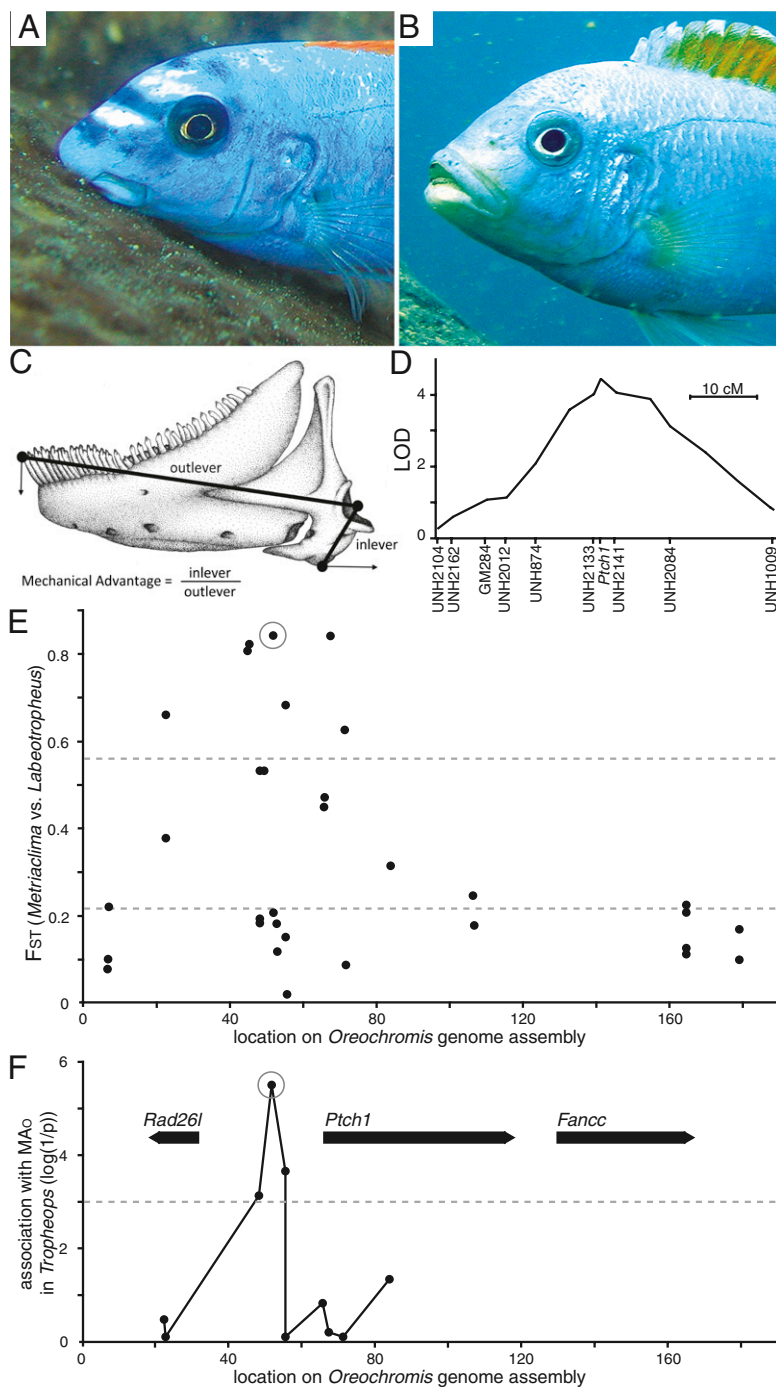 A
B
C
outlever
inlever
Mechanical Advantage = inlever
outlever
D
LOD
4
2
0
10 cM
UNH2104
UNH2162
GM284
UNH2012
UNH874
UNH2133
Ptch1
UNH2141
UNH2084
UNH1009
E
FST (Metriaclima vs. Labeotropheus)
0.8
0.6
0.4
0.2
0
0 40 80 120 160
location on Oreochromis genome assembly
F
association with MAO
in Tropheops (log(1/p))
6
4
2
0
Rad26l
Ptch1
Fancc
0 40 80 120 160
location on Oreochromis genome assembly